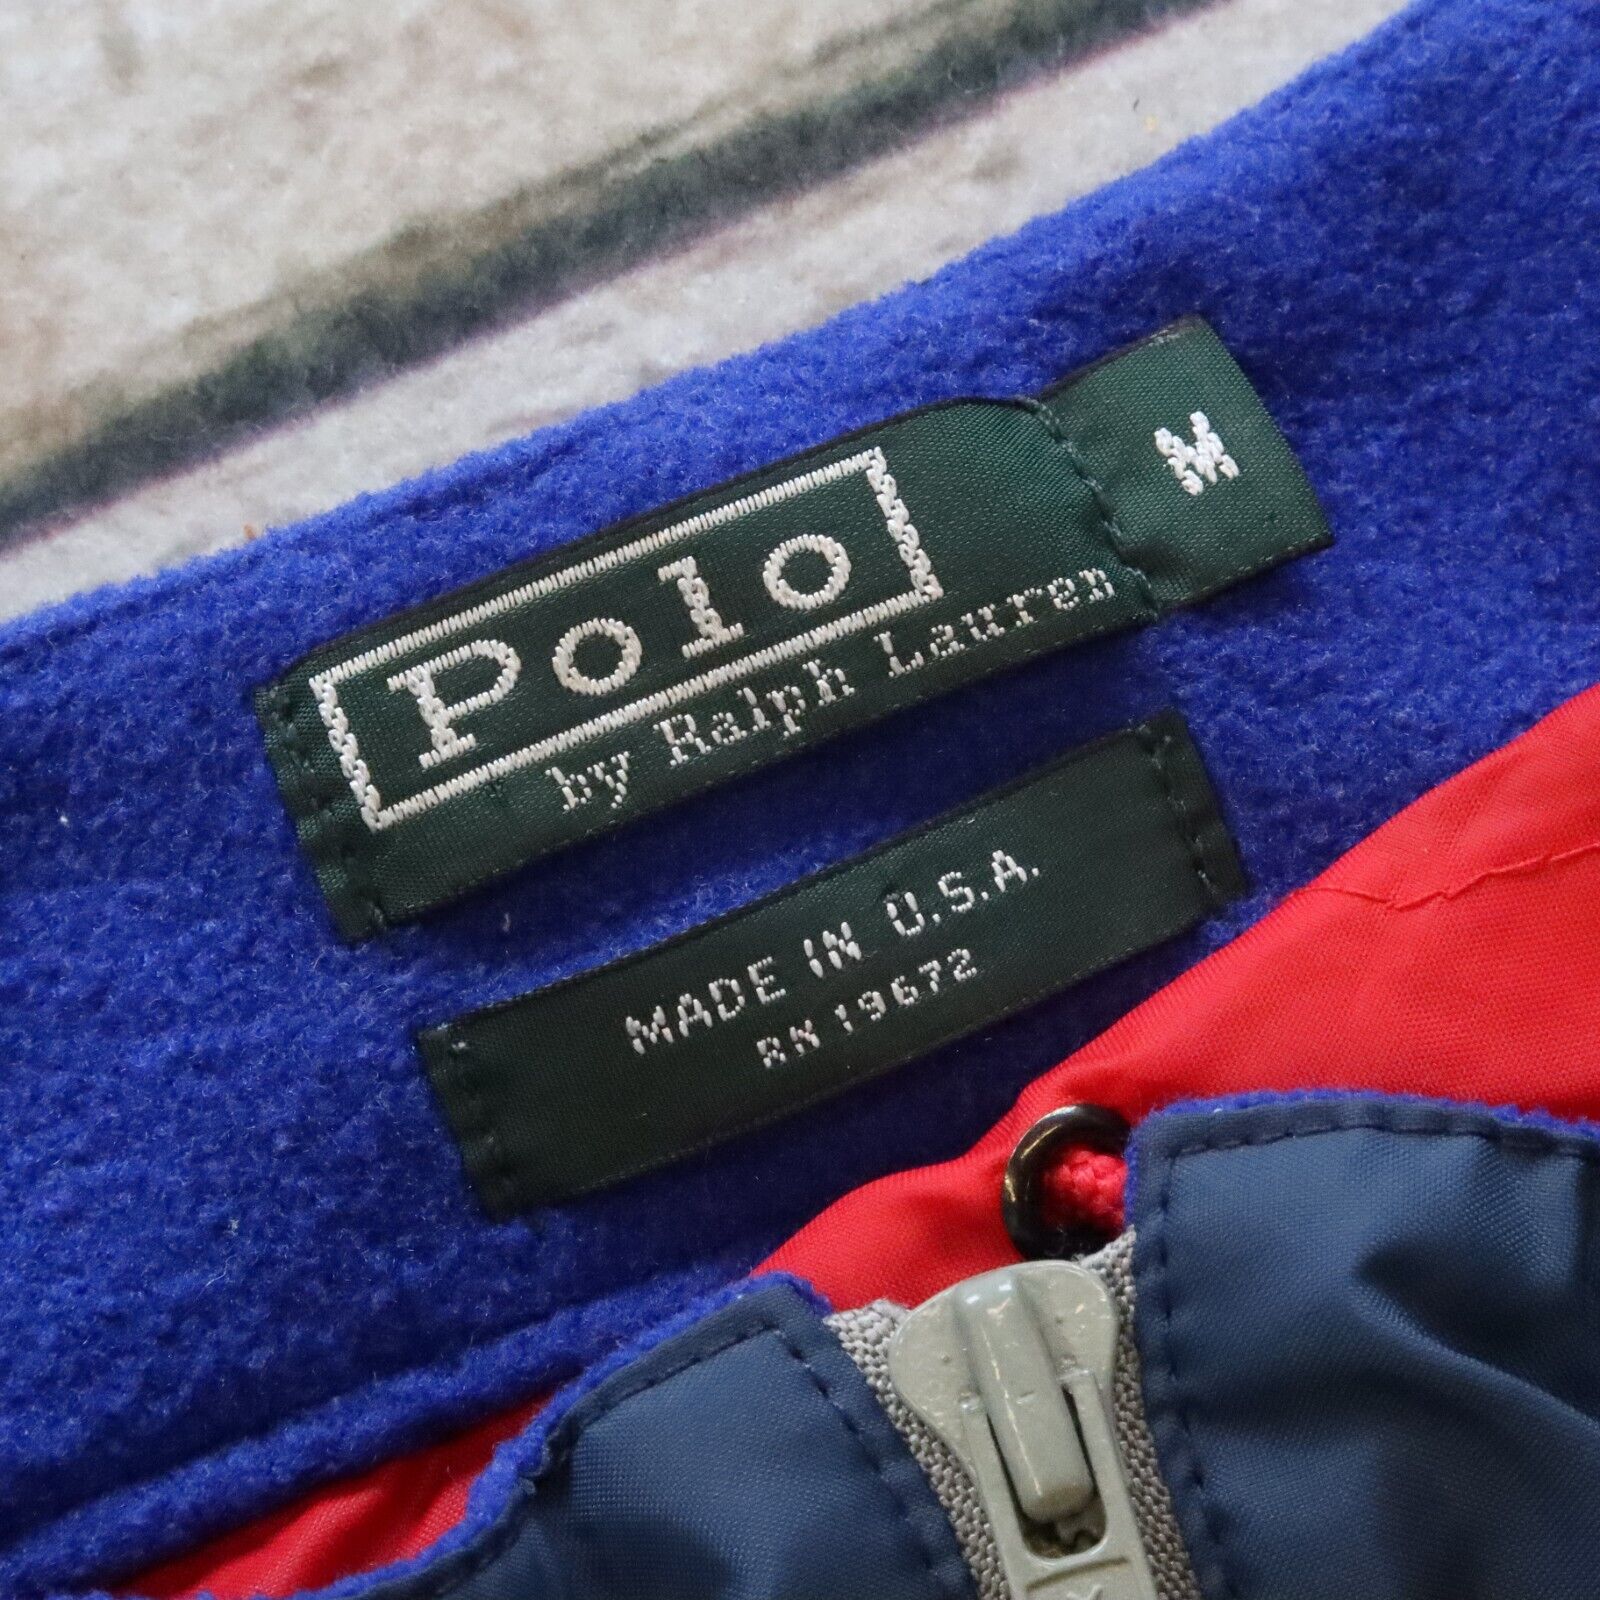 Polo
by Ralph Lauren
M
MADE IN U.S.A.
RN 19672